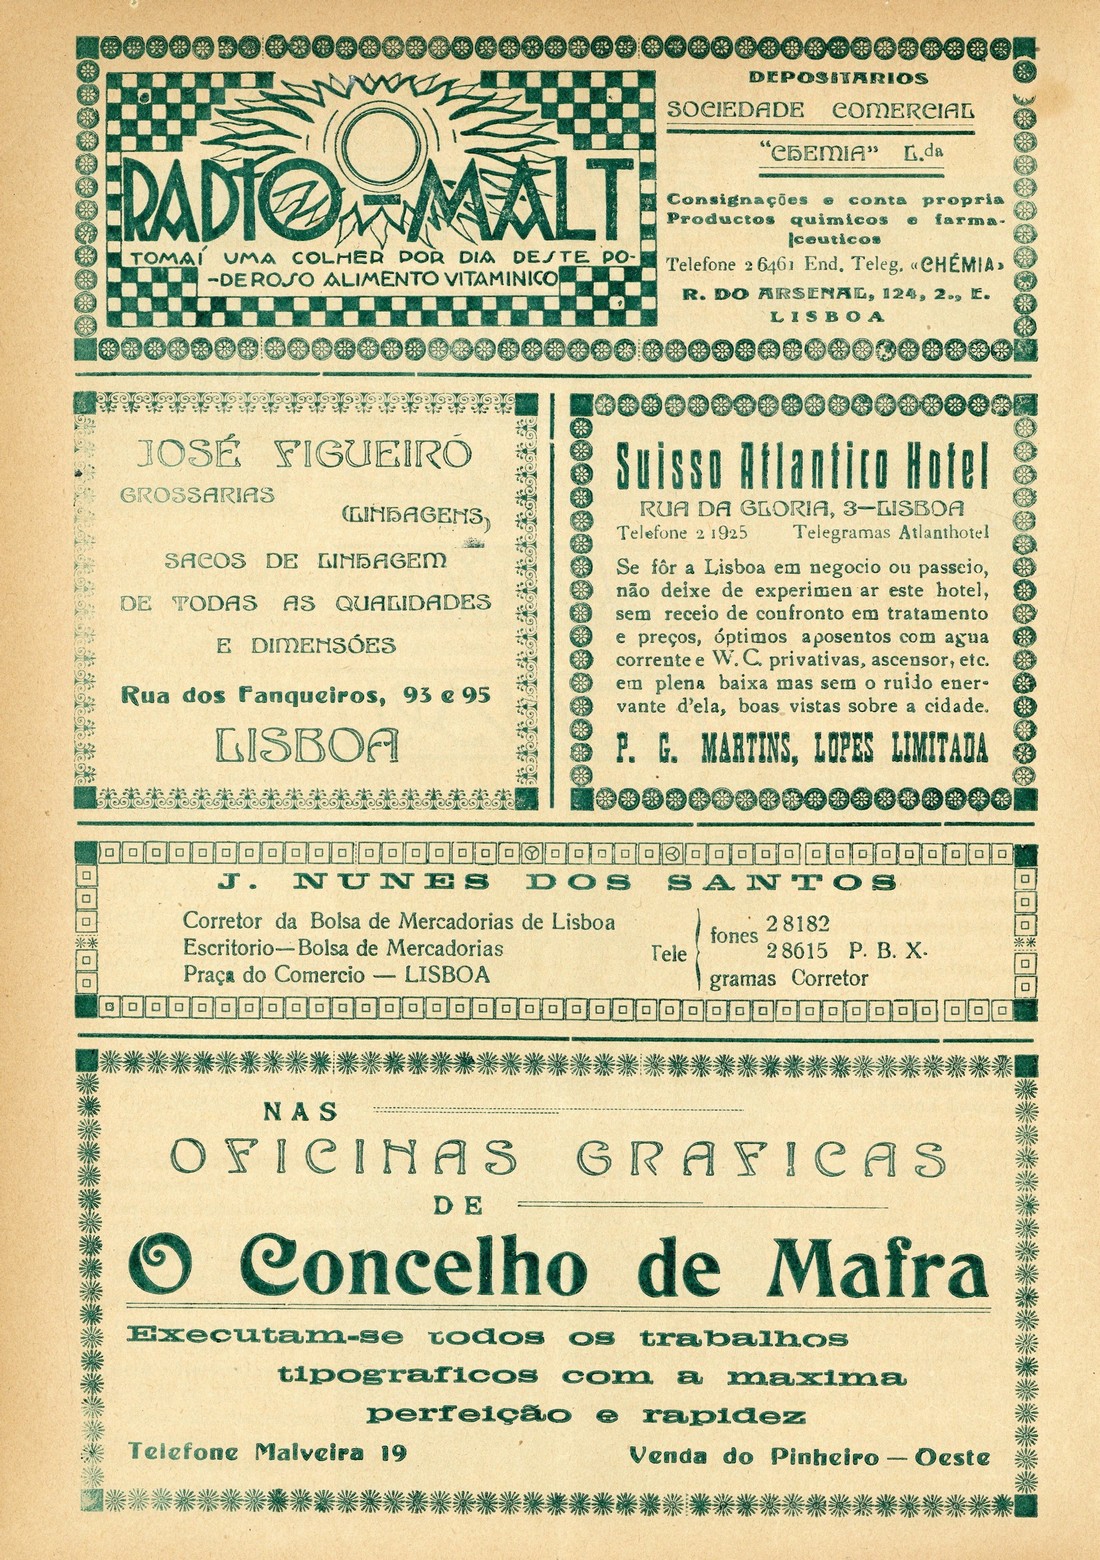 RADIO-MALT
TOMAÍ UMA COLHER POR DIA DESTE PO-
-DEROSO ALIMENTO VITAMINICO
DEPOSITARIOS
SOCIEDADE COMERCIAL
"CHEMIA" L.da
Consignações e conta propria
Productos quimicos e farma-
[ceuticos
Telefone 2 6461 End. Teleg. «CHÉMIA»
R. DO ARSENAL, 124, 2.º, E.
LISBOA
JOSÉ FIGUEIRÓ
GROSSARIAS
(LINHAGENS)
SACOS DE LINHAGEM
DE TODAS AS QUALIDADES
E DIMENSÕES
Rua dos Fanqueiros, 93 e 95
LISBOA
Suisso Atlantico Hotel
RUA DA GLORIA, 3—LISBOA
Telefone 2 1925 Telegramas Atlanthotel
Se fôr a Lisboa em negocio ou passeio,
não deixe de experimen ar este hotel,
sem receio de confronto em tratamento
e preços, óptimos aposentos com agua
corrente e W. C. privativas, ascensor, etc.
em plena baixa mas sem o ruido ener-
vante d'ela, boas vistas sobre a cidade.
P. G. MARTINS, LOPES LIMITADA
J. NUNES DOS SANTOS
Corretor da Bolsa de Mercadorias de Lisboa
Escritorio—Bolsa de Mercadorias
Praça do Comercio — LISBOA
Tele
fones 2 8182
2 8615 P. B. X.
gramas Corretor
NAS
OFICINAS GRAFICAS
DE
O Concelho de Mafra
Executam-se todos os trabalhos
tipograficos com a maxima
perfeição e rapidez
Telefone Malveira 19 Venda do Pinheiro — Oeste